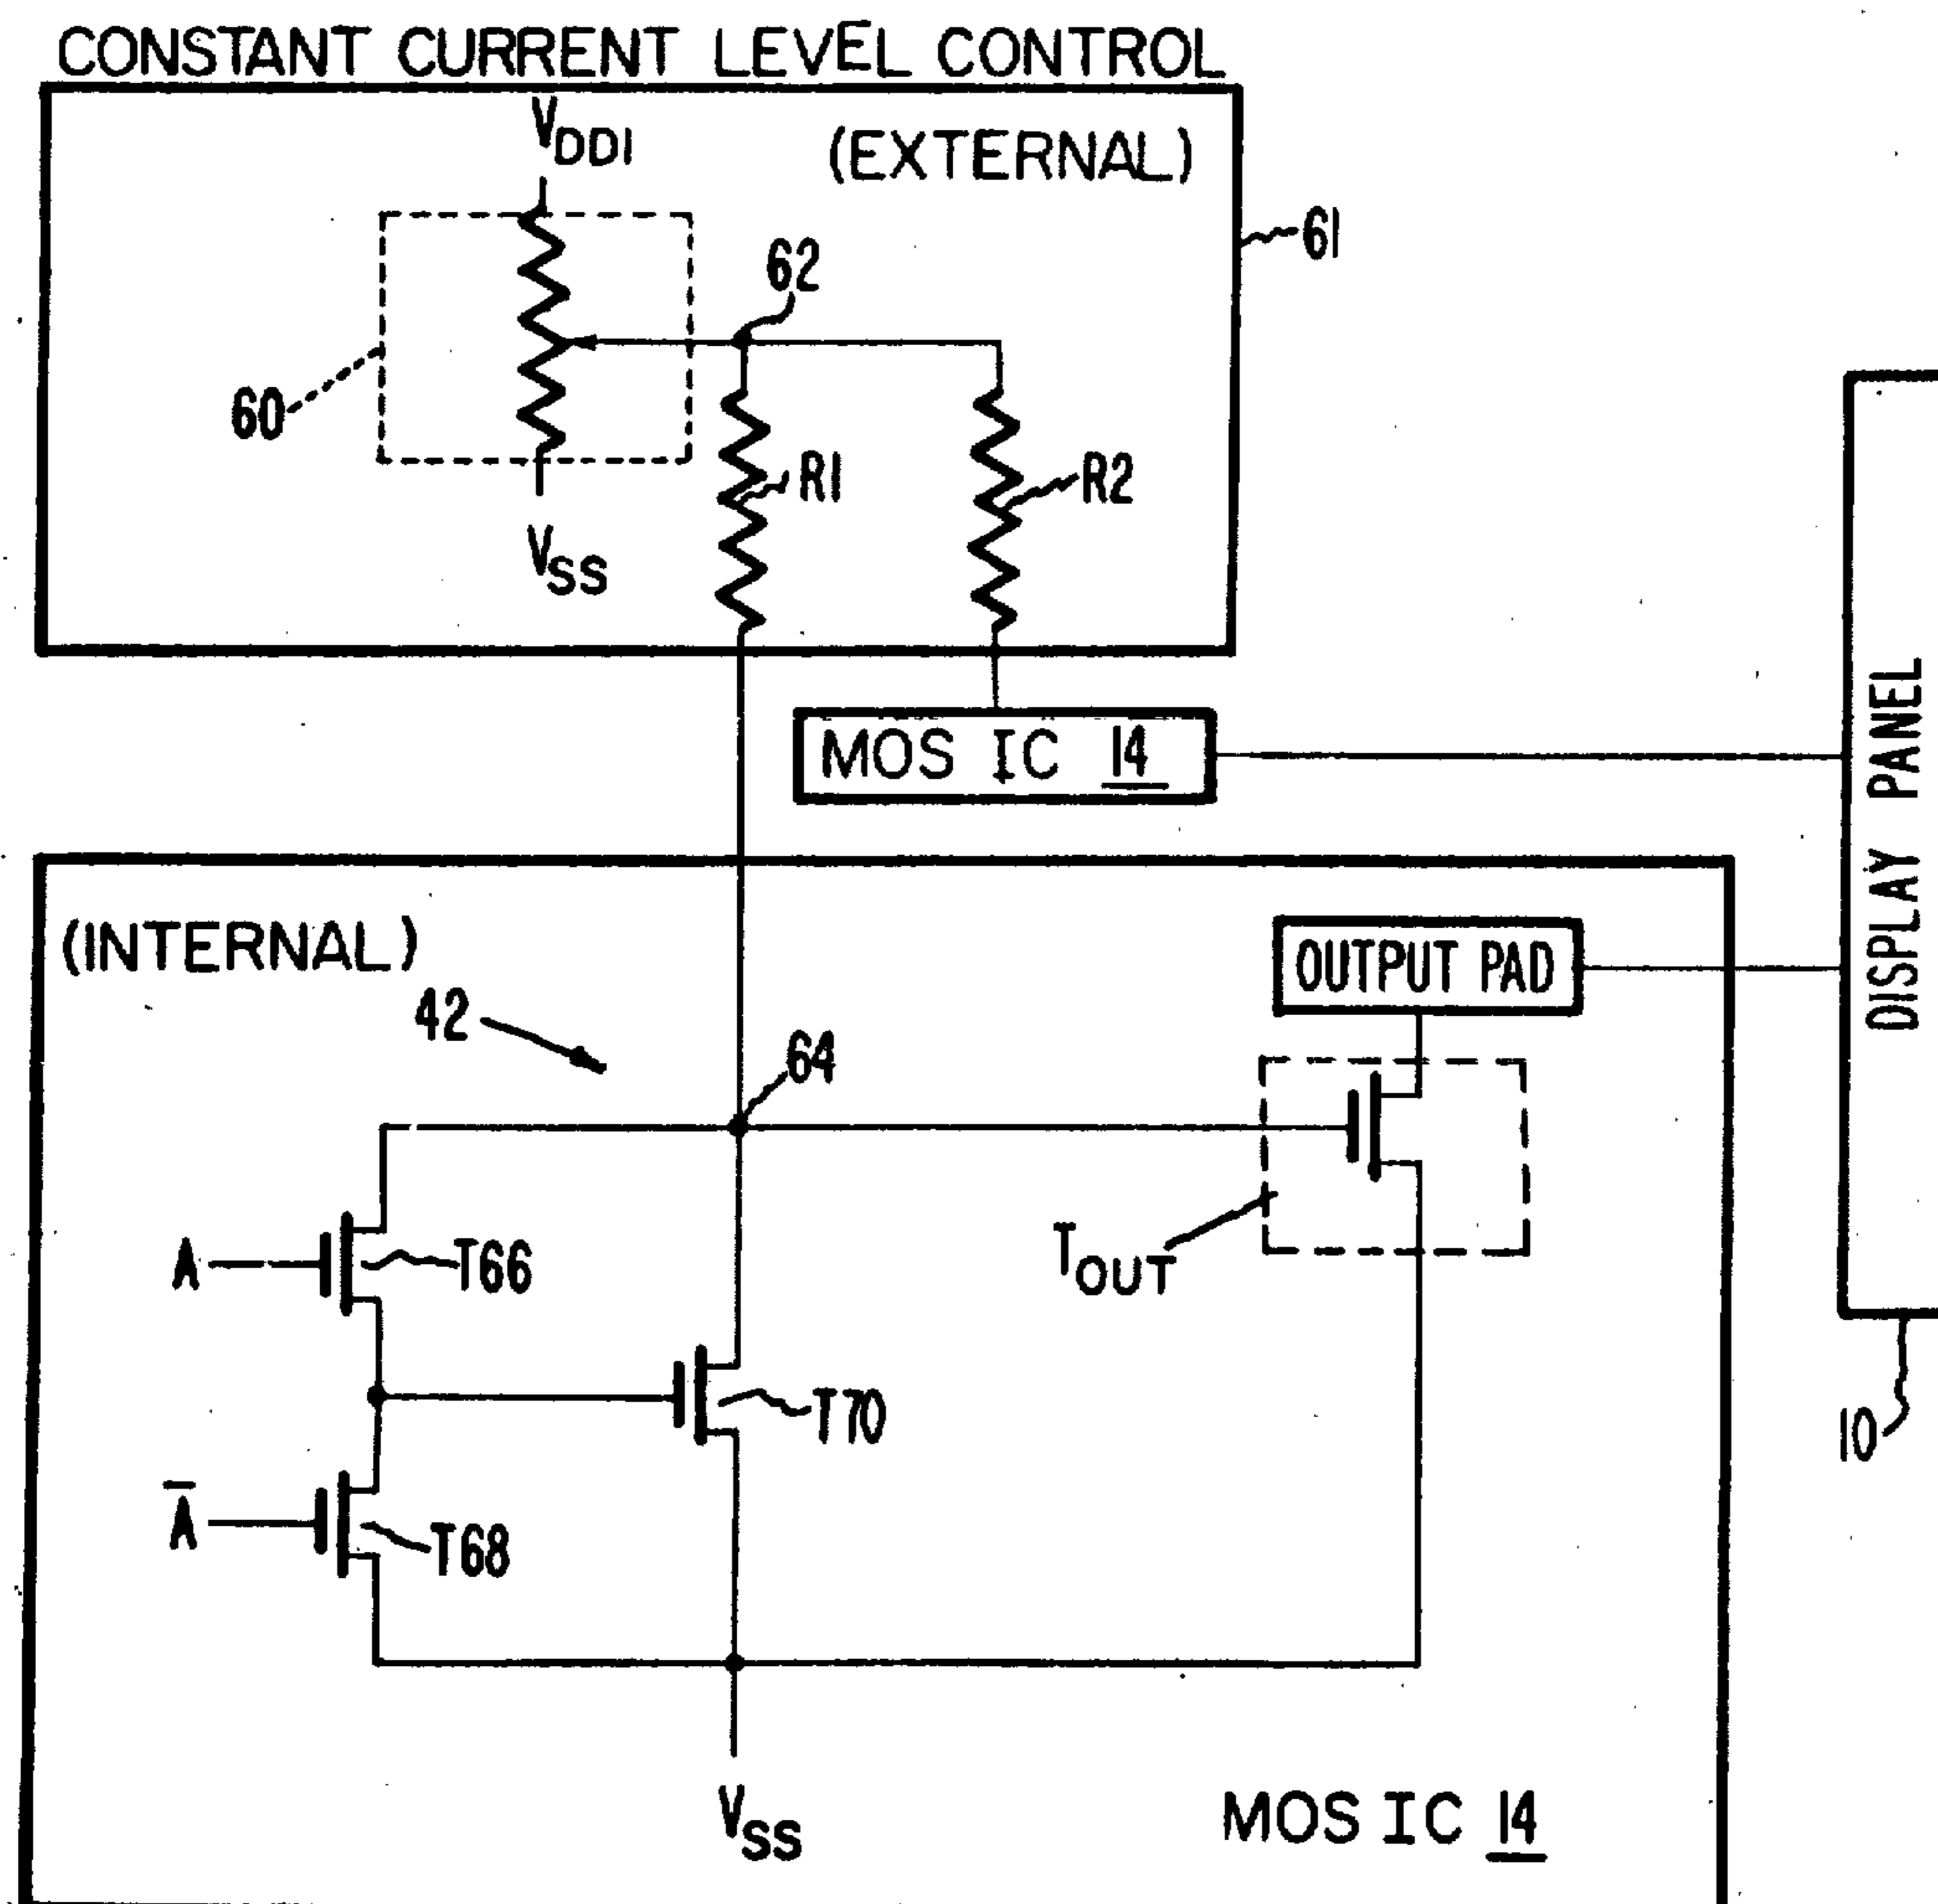 CONSTANT CURRENT LEVEL CONTROL
VDD1
(EXTERNAL)
61
62
60
R1
R2
VSS
MOS IC 14
DISPLAY PANEL
(INTERNAL)
OUTPUT PAD
42
64
A
T66
TOUT
T70
10
A̅
T68
VSS
MOS IC 14